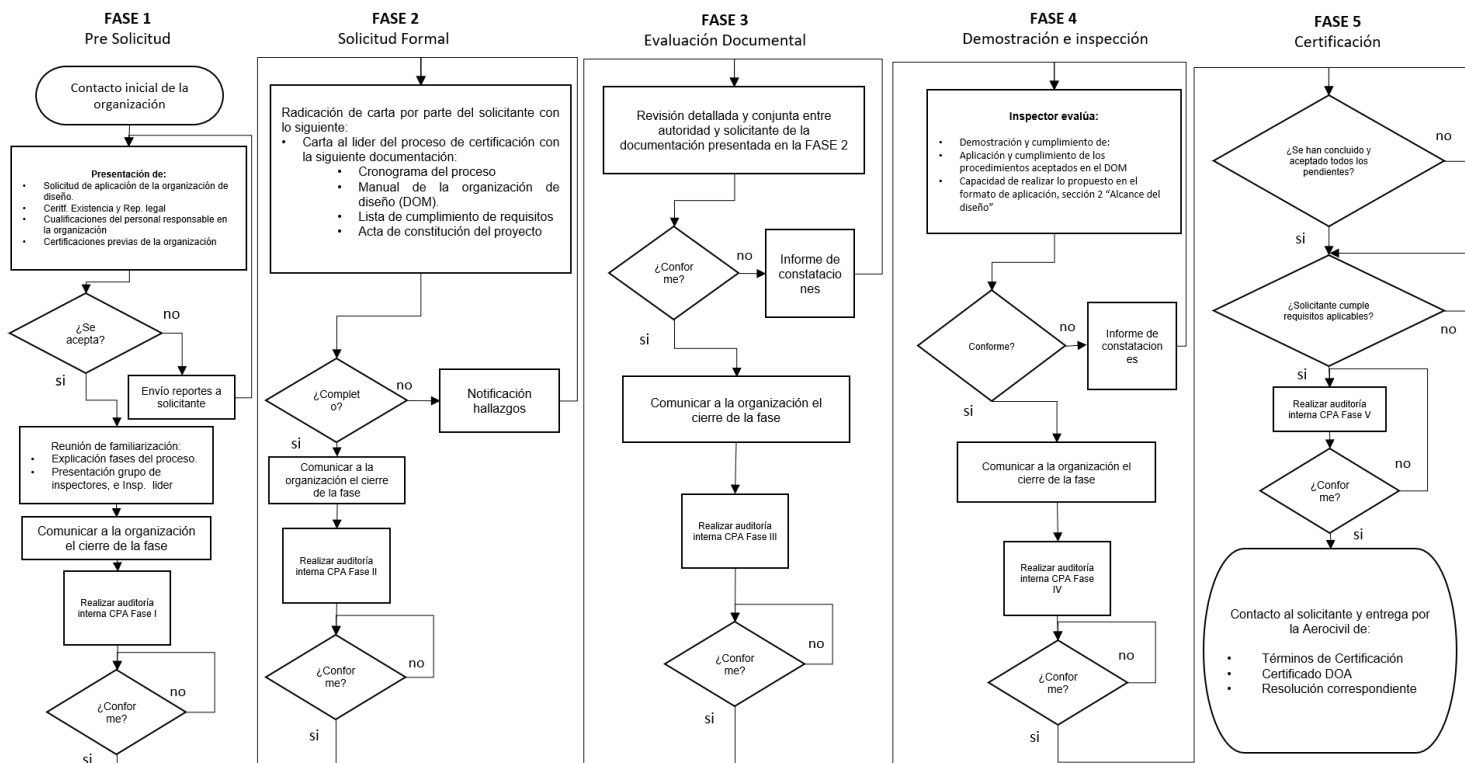 FASE 1
Pre Solicitud
Contacto inicial de la
organización
Presentación de:
• Solicitud de aplicación de la organización de
diseño.
• Ceritf. Existencia y Rep. legal
• Cualificaciones del personal responsable en
la organización
• Certificaciones previas de la organización
¿Se
acepta?
no
si
Envío reportes a
solicitante
Reunión de familiarización:
• Explicación fases del proceso.
• Presentación grupo de
inspectores, e Insp. lider
Comunicar a la organización
el cierre de la fase
Realizar auditoría
interna CPA Fase I
¿Confor
me?
no
si
FASE 2
Solicitud Formal
Radicación de carta por parte del solicitante con
lo siguiente:
• Carta al lider del proceso de certificación con
la siguiente documentación:
• Cronograma del proceso
• Manual de la organización de
diseño (DOM).
• Lista de cumplimiento de requisitos
• Acta de constitución del proyecto
¿Complet
o?
no
Notificación
hallazgos
si
Comunicar a la
organización el cierre
de la fase
Realizar auditoría
interna CPA Fase II
¿Confor
me?
no
si
FASE 3
Evaluación Documental
Revisión detallada y conjunta entre
autoridad y solicitante de la
documentación presentada en la FASE 2
¿Confor
me?
no
Informe de
constatacio
nes
si
Comunicar a la organización el
cierre de la fase
Realizar auditoría
interna CPA Fase III
¿Confor
me?
no
si
FASE 4
Demostración e inspección
Inspector evalúa:
• Demostración y cumplimiento de:
• Aplicación y cumplimiento de los
procedimientos aceptados en el DOM
• Capacidad de realizar lo propuesto en el
formato de aplicación, sección 2 “Alcance del
diseño”
Conforme?
no
Informe de
constatacion
es
si
Comunicar a la organización el
cierre de la fase
Realizar auditoría
interna CPA Fase
IV
¿Confor
me?
no
si
FASE 5
Certificación
¿Se han concluido y
aceptado todos los
pendientes?
no
si
¿Solicitante cumple
requisitos aplicables?
no
si
Realizar auditoría
interna CPA Fase V
¿Confor
me?
no
si
Contacto al solicitante y entrega por
la Aerocivil de:
• Términos de Certificación
• Certificado DOA
• Resolución correspondiente